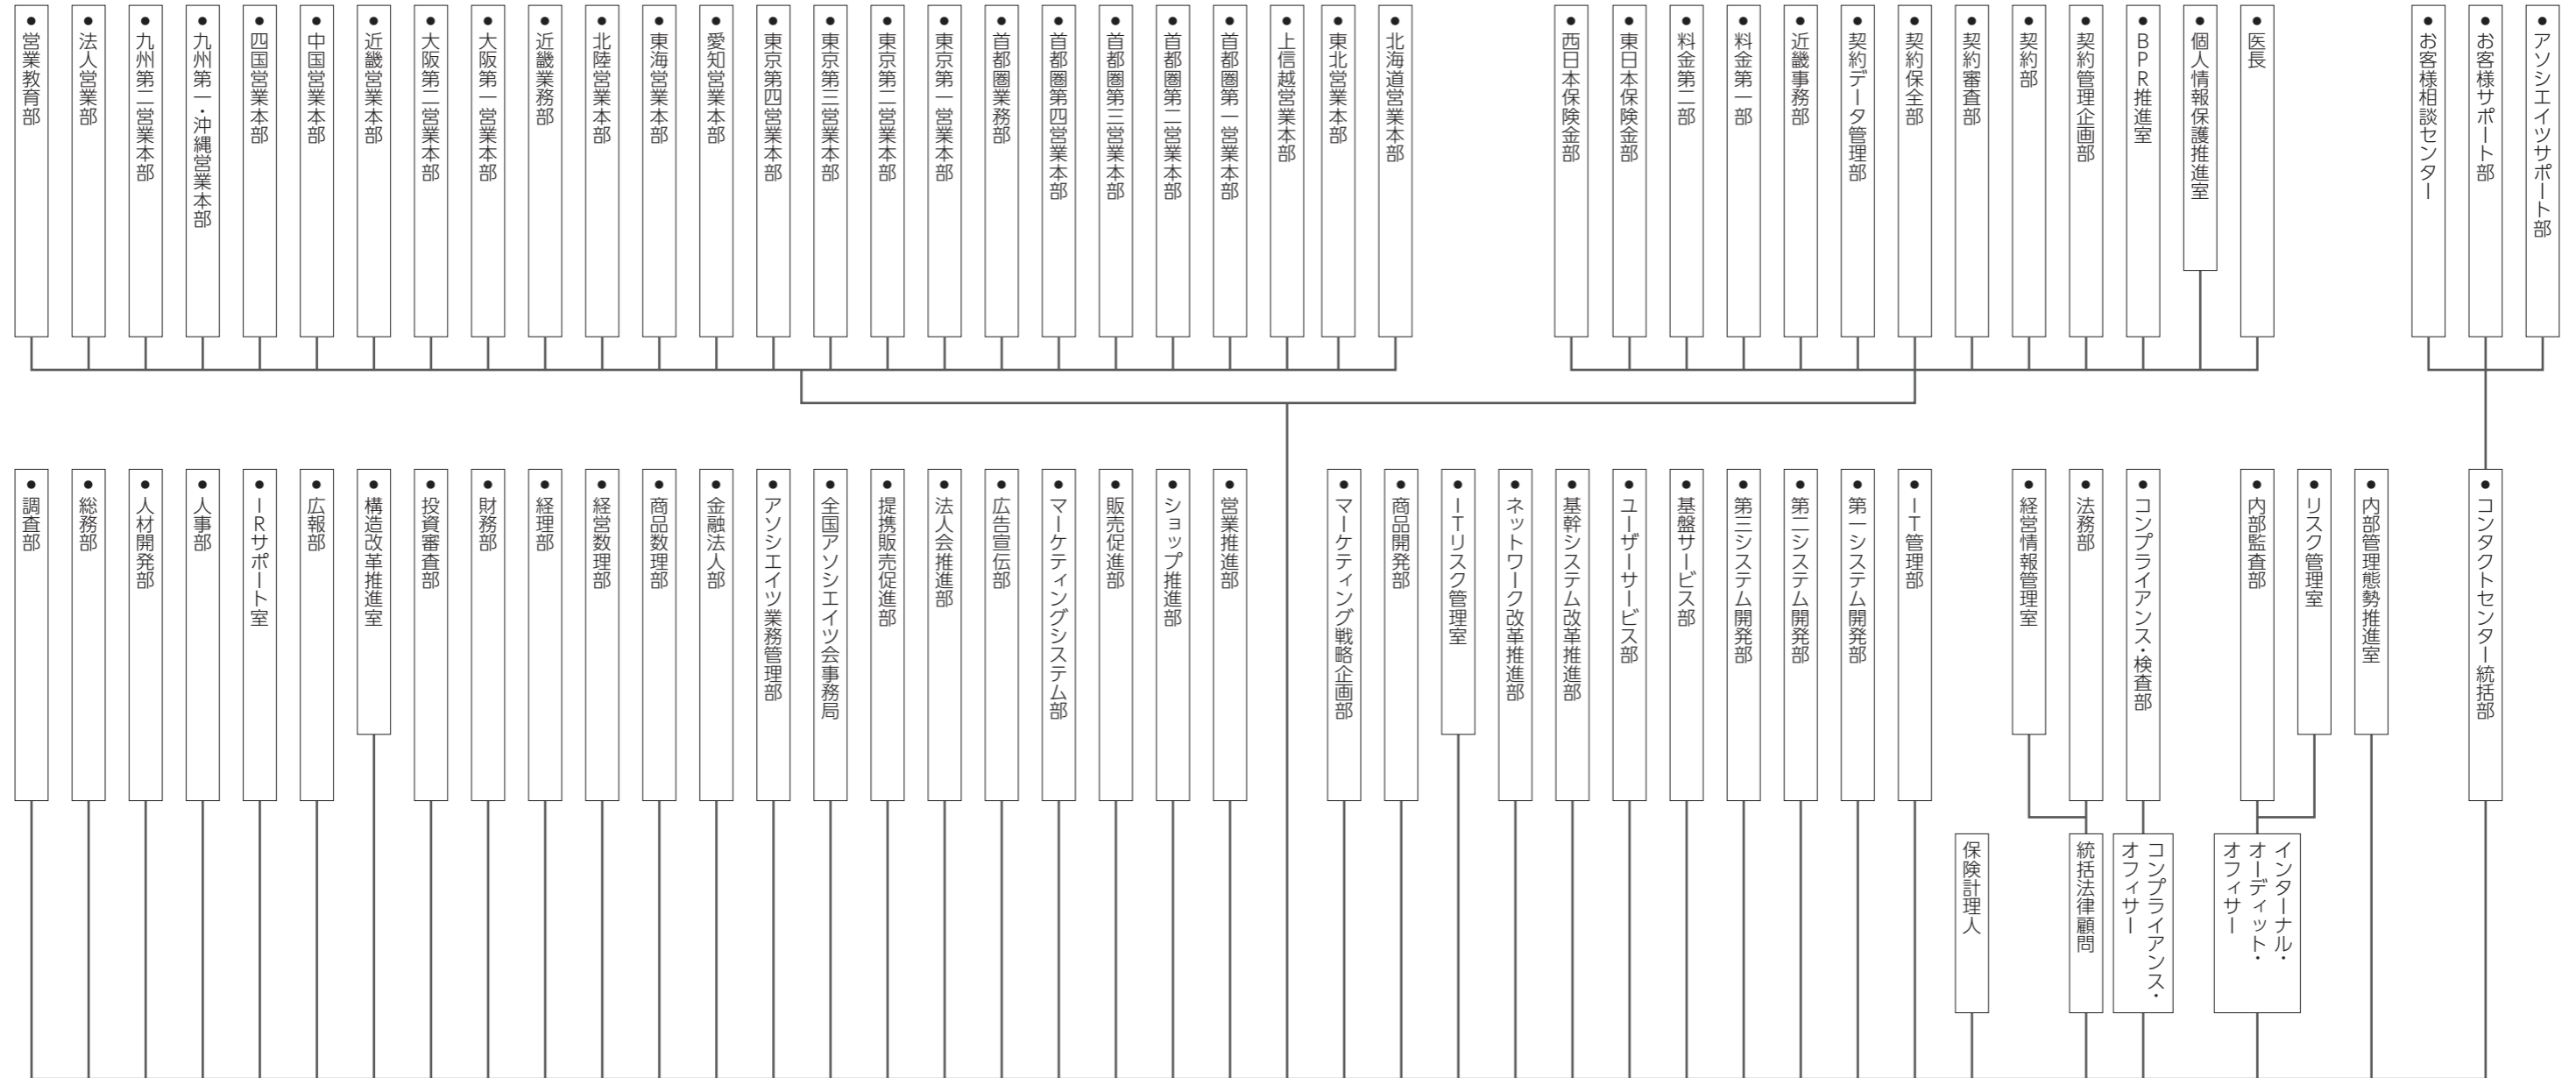 ● アソシエイツサポート部
● お客様サポート部
● お客様相談センター
● 医長
● 個人情報保護推進室
● BPR推進室
● 契約管理企画部
● 契約部
● 契約審査部
● 契約保全部
● 契約データ管理部
● 近畿事務部
● 料金第一部
● 料金第二部
● 東日本保険金部
● 西日本保険金部
● 北海道営業本部
● 東北営業本部
● 上信越営業本部
● 首都圏第一営業本部
● 首都圏第二営業本部
● 首都圏第三営業本部
● 首都圏第四営業本部
● 首都圏業務部
● 東京第一営業本部
● 東京第二営業本部
● 東京第三営業本部
● 東京第四営業本部
● 愛知営業本部
● 東海営業本部
● 北陸営業本部
● 近畿業務部
● 大阪第一営業本部
● 大阪第二営業本部
● 近畿営業本部
● 中国営業本部
● 四国営業本部
● 九州第一・沖縄営業本部
● 九州第二営業本部
● 法人営業部
● 営業教育部
● コンタクトセンター統括部
● 内部管理態勢推進室
● リスク管理室
● 内部監査部
● コンプライアンス・検査部
● 法務部
● 経営情報管理室
● IT管理部
● 第一システム開発部
● 第二システム開発部
● 第三システム開発部
● 基盤サービス部
● ユーザーサービス部
● 基幹システム改革推進部
● ネットワーク改革推進部
● ITリスク管理室
● 商品開発部
● マーケティング戦略企画部
● 営業推進部
● ショップ推進部
● 販売促進部
● マーケティングシステム部
● 広告宣伝部
● 法人会推進部
● 提携販売促進部
● 全国アソシエイツ会事務局
● アソシエイツ業務管理部
● 金融法人部
● 商品数理部
● 経営数理部
● 経理部
● 財務部
● 投資審査部
● 構造改革推進室
● 広報部
● IRサポート室
● 人事部
● 人材開発部
● 総務部
● 調査部
インターナル・
オーディット・
オフィサー
コンプライアンス・
オフィサー
統括法律顧問
保険計理人